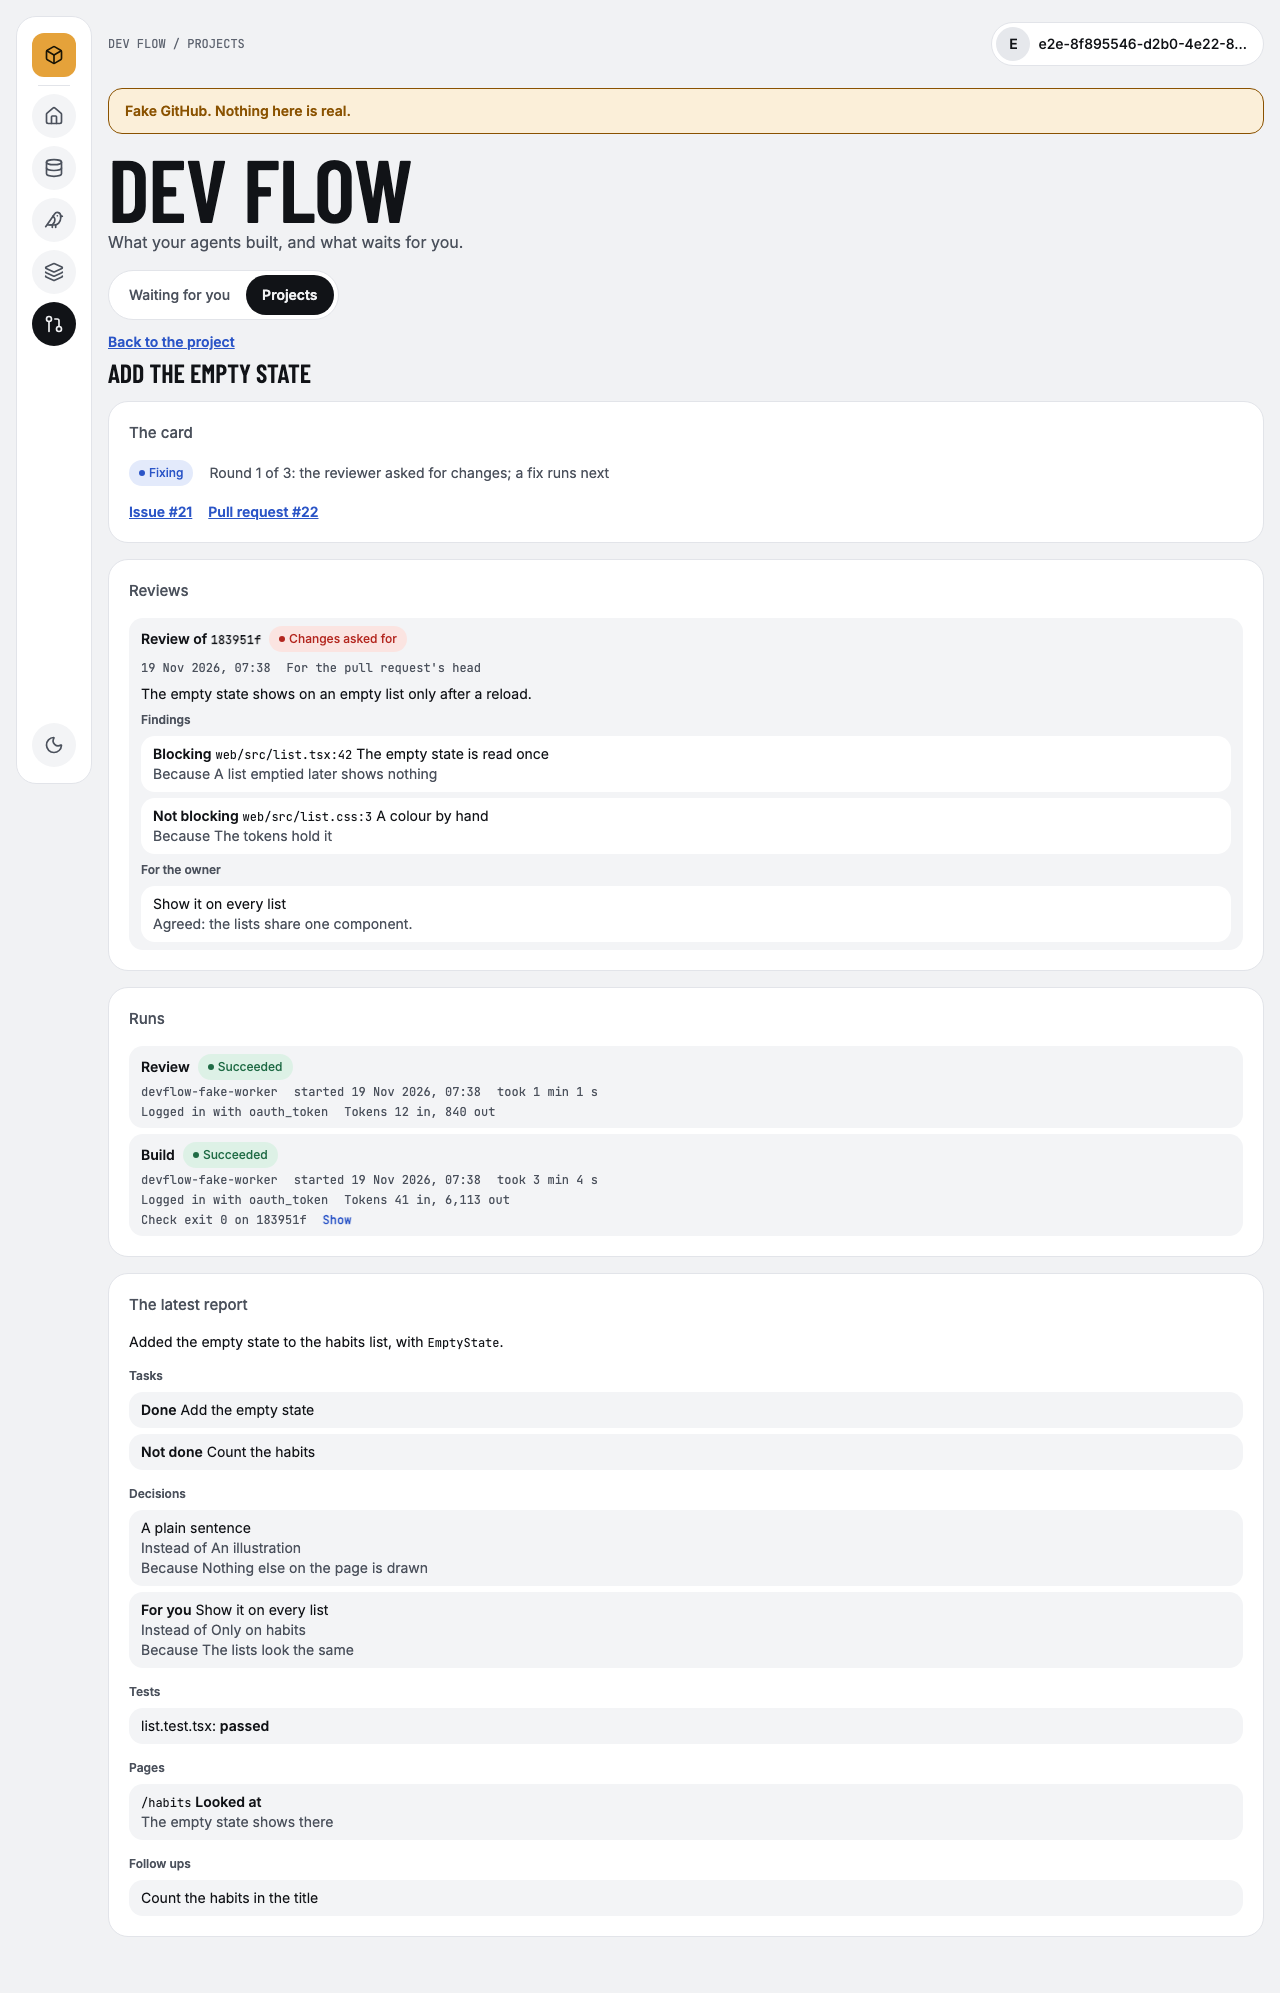 DEV FLOW / PROJECTS
E
e2e-8f895546-d2b0-4e22-8...
Fake GitHub. Nothing here is real.
DEV FLOW
What your agents built, and what waits for you.
Waiting for you
Projects
Back to the project
ADD THE EMPTY STATE
The card
Fixing
Round 1 of 3: the reviewer asked for changes; a fix runs next
Issue #21
Pull request #22
Reviews
Review of 183951f
Changes asked for
19 Nov 2026, 07:38
For the pull request's head
The empty state shows on an empty list only after a reload.
Findings
Blocking web/src/list.tsx:42 The empty state is read once
Because A list emptied later shows nothing
Not blocking web/src/list.css:3 A colour by hand
Because The tokens hold it
For the owner
Show it on every list
Agreed: the lists share one component.
Runs
Review
Succeeded
devflow-fake-worker started 19 Nov 2026, 07:38 took 1 min 1 s
Logged in with oauth_token Tokens 12 in, 840 out
Build
Succeeded
devflow-fake-worker started 19 Nov 2026, 07:38 took 3 min 4 s
Logged in with oauth_token Tokens 41 in, 6,113 out
Check exit 0 on 183951f Show
The latest report
Added the empty state to the habits list, with EmptyState.
Tasks
Done Add the empty state
Not done Count the habits
Decisions
A plain sentence
Instead of An illustration
Because Nothing else on the page is drawn
For you Show it on every list
Instead of Only on habits
Because The lists look the same
Tests
list.test.tsx: passed
Pages
/habits Looked at
The empty state shows there
Follow ups
Count the habits in the title